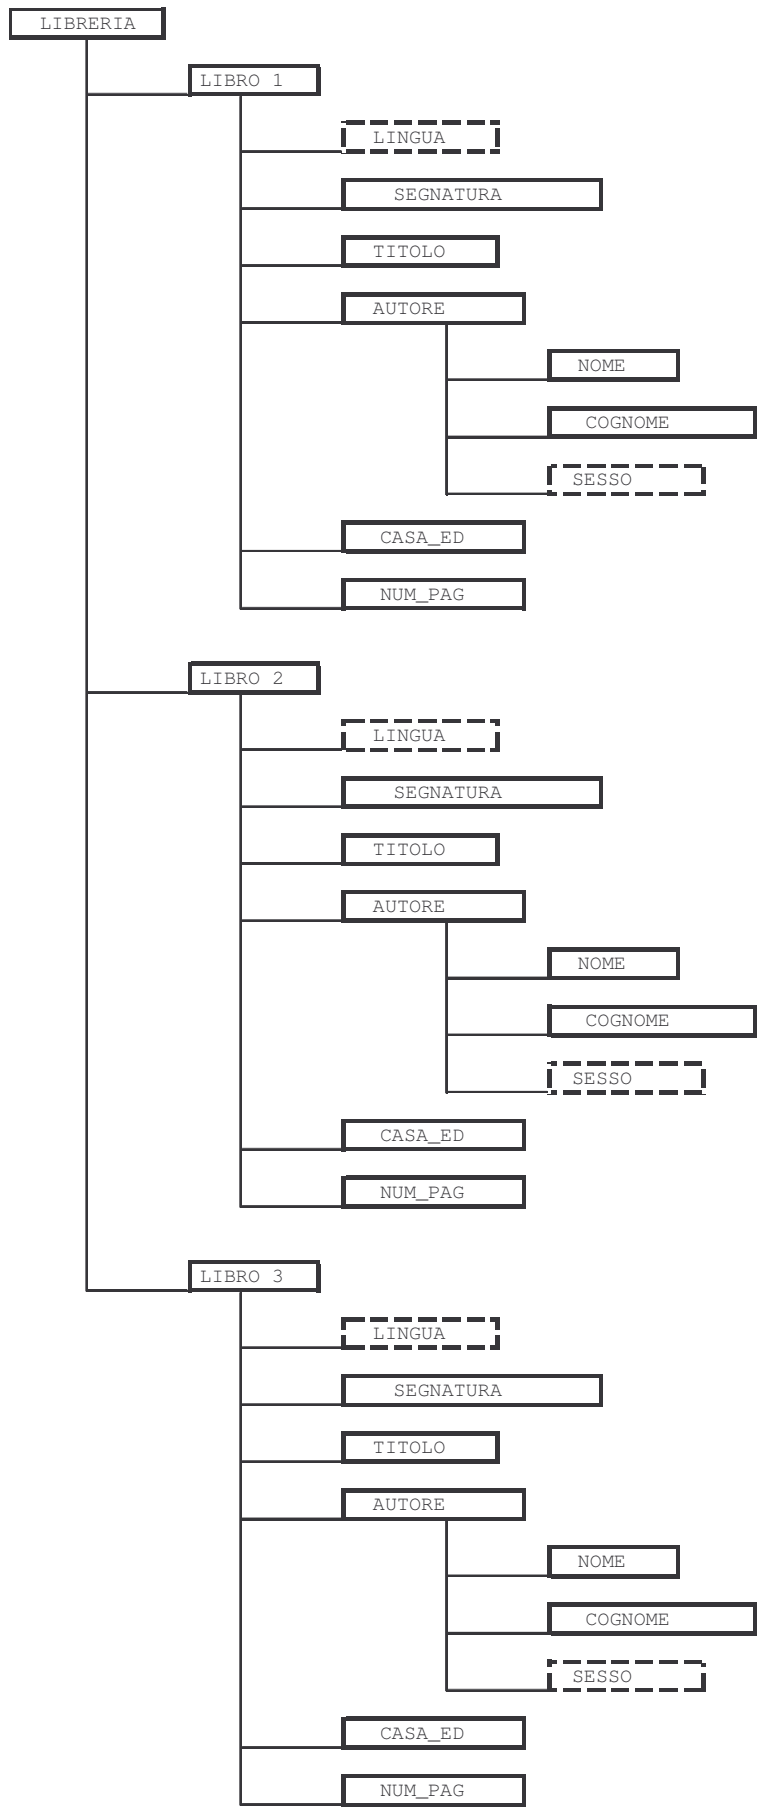 LIBRERIA
LIBRO 1
LINGUA
SEGNATURA
TITOLO
AUTORE
NOME
COGNOME
SESSO
CASA_ED
NUM_PAG
LIBRO 2
LINGUA
SEGNATURA
TITOLO
AUTORE
NOME
COGNOME
SESSO
CASA_ED
NUM_PAG
LIBRO 3
LINGUA
SEGNATURA
TITOLO
AUTORE
NOME
COGNOME
SESSO
CASA_ED
NUM_PAG